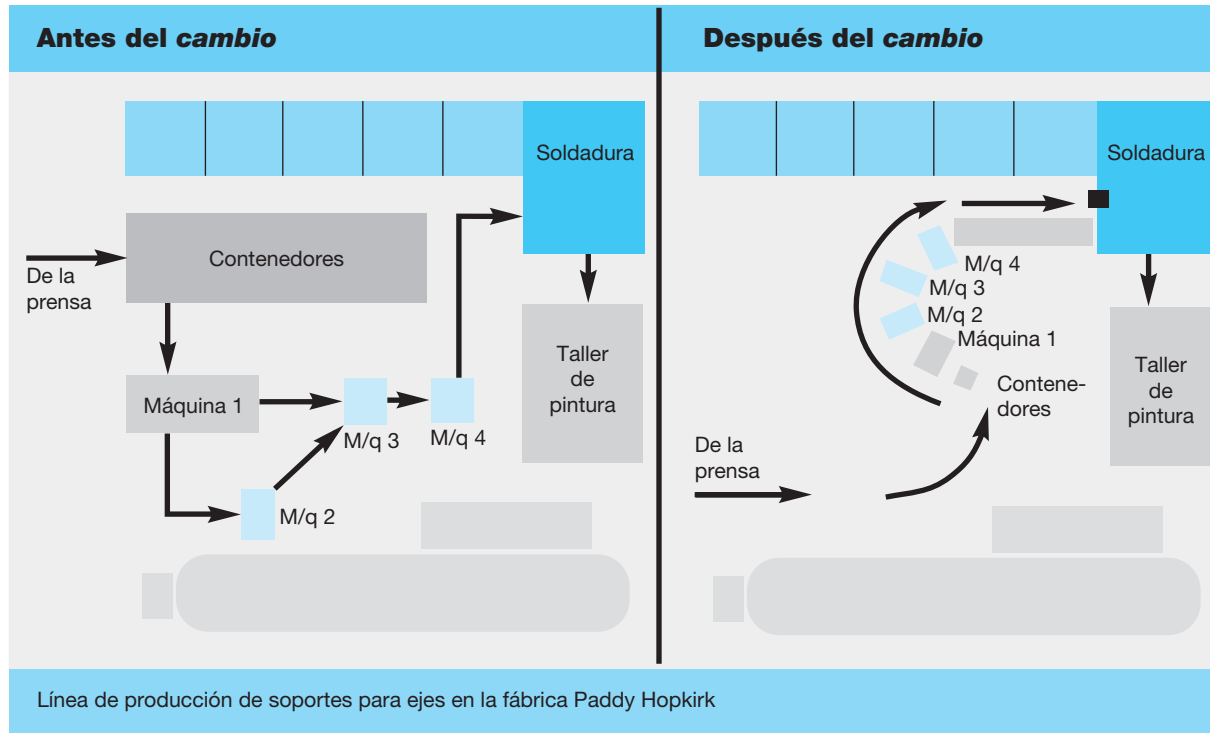 Antes del cambio
Soldadura
Contenedores
De la
prensa
Máquina 1
M/q 3
M/q 4
M/q 2
Taller
de
pintura
Después del cambio
Soldadura
M/q 4
M/q 3
M/q 2
Máquina 1
Contene-
dores
De la
prensa
Taller
de
pintura
Línea de producción de soportes para ejes en la fábrica Paddy Hopkirk